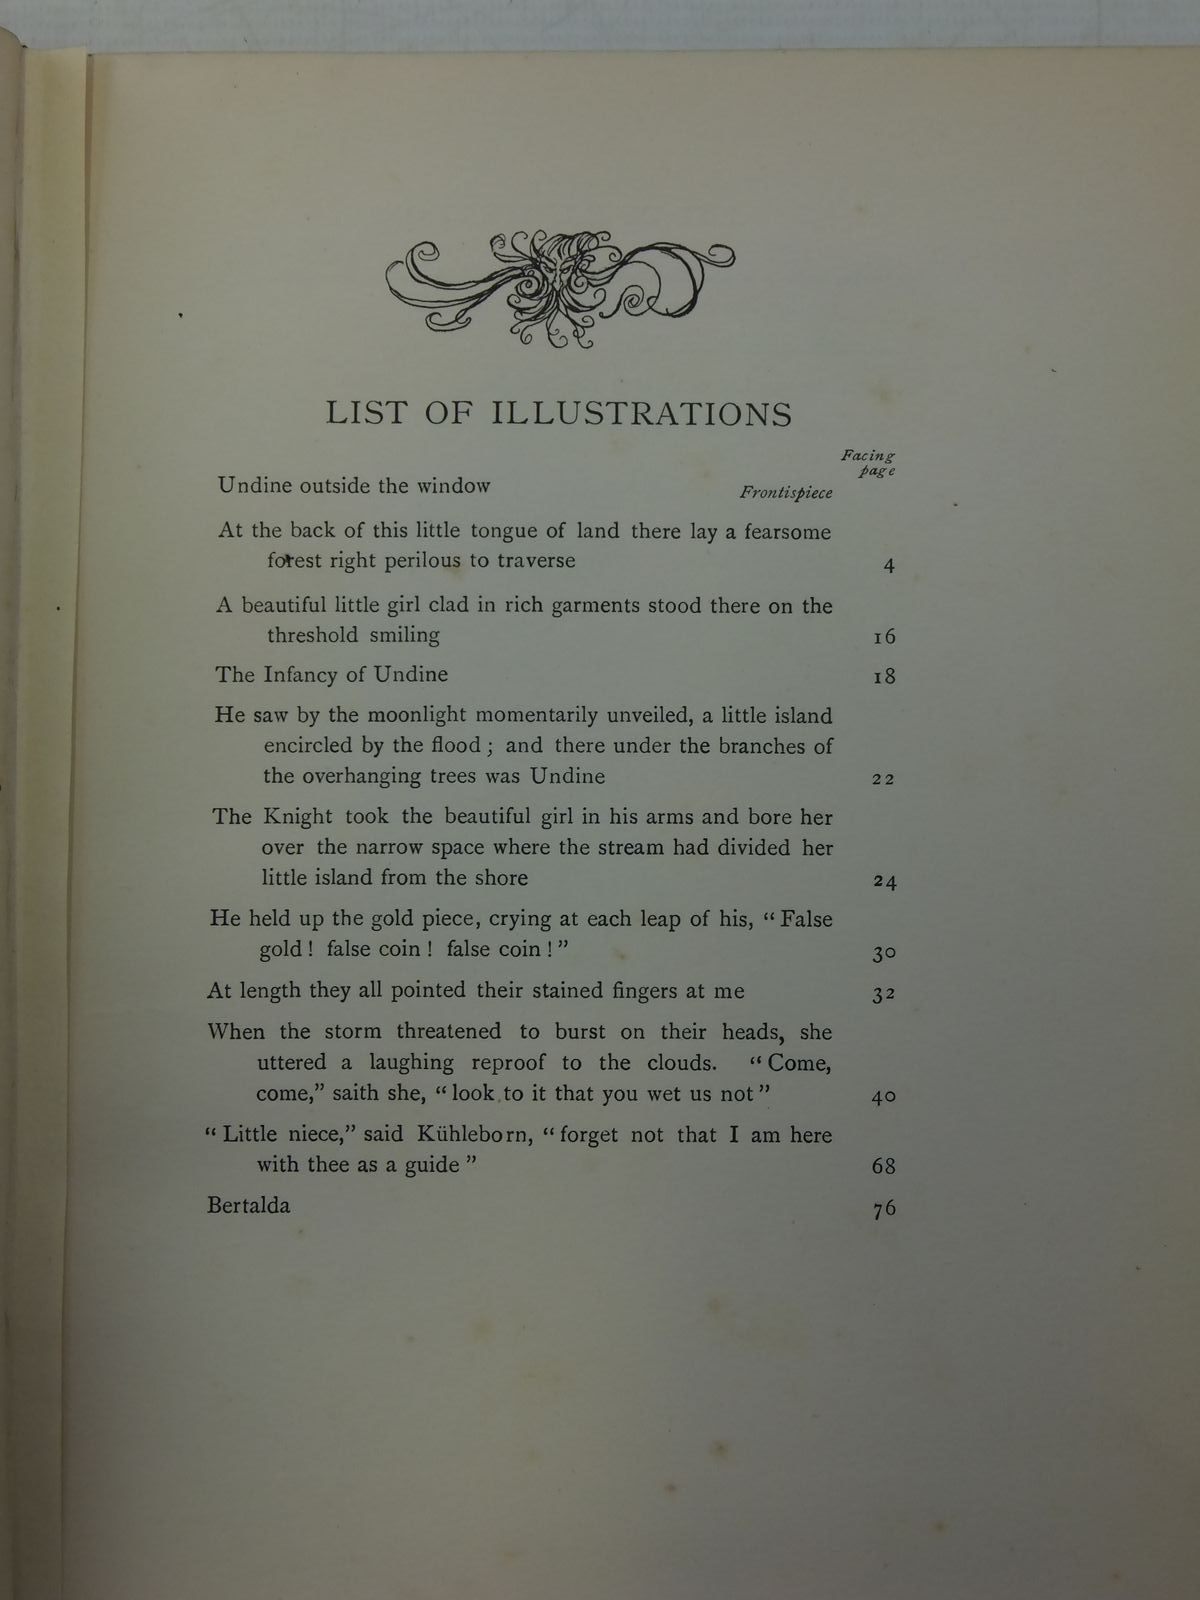 LIST OF ILLUSTRATIONS
Facing
page
Undine outside the window Frontispiece
At the back of this little tongue of land there lay a fearsome
forest right perilous to traverse 4
A beautiful little girl clad in rich garments stood there on the
threshold smiling 16
The Infancy of Undine 18
He saw by the moonlight momentarily unveiled, a little island
encircled by the flood ; and there under the branches of
the overhanging trees was Undine 22
The Knight took the beautiful girl in his arms and bore her
over the narrow space where the stream had divided her
little island from the shore 24
He held up the gold piece, crying at each leap of his, “ False
gold ! false coin ! false coin ! ” 30
At length they all pointed their stained fingers at me 32
When the storm threatened to burst on their heads, she
uttered a laughing reproof to the clouds. “ Come,
come,” saith she, “ look to it that you wet us not ” 40
“ Little niece,” said Kühleborn, “ forget not that I am here
with thee as a guide ” 68
Bertalda 76